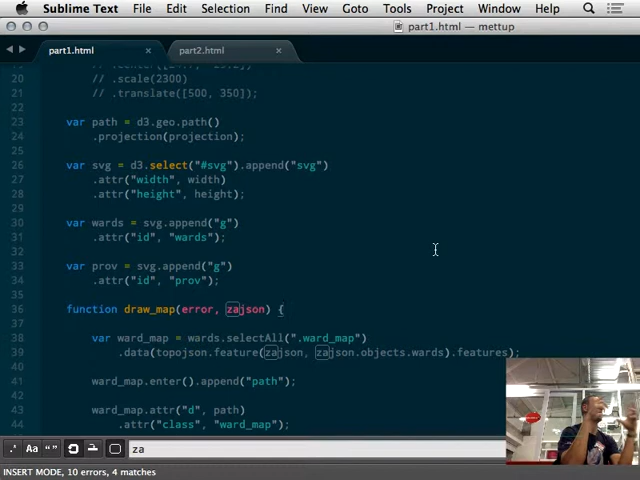 Sublime Text File Edit Selection Find View Goto Tools Project Window Help
part1.html — mettup
part1.html × part2.html ×
20 // .scale(2300)
21 // .translate([500, 350]);
22
23 var path = d3.geo.path()
24 .projection(projection);
25
26 var svg = d3.select("#svg").append("svg")
27 .attr("width", width)
28 .attr("height", height);
29
30 var wards = svg.append("g")
31 .attr("id", "wards");
32
33 var prov = svg.append("g")
34 .attr("id", "prov");
35
36 function draw_map(error, zajson) {
37
38 var ward_map = wards.selectAll(".ward_map")
39 .data(topojson.feature(zajson, zajson.objects.wards).features);
40
41 ward_map.enter().append("path");
42
43 ward_map.attr("d", path)
44 .attr("class", "ward_map");
.* Aa “” za
INSERT MODE, 10 errors, 4 matches